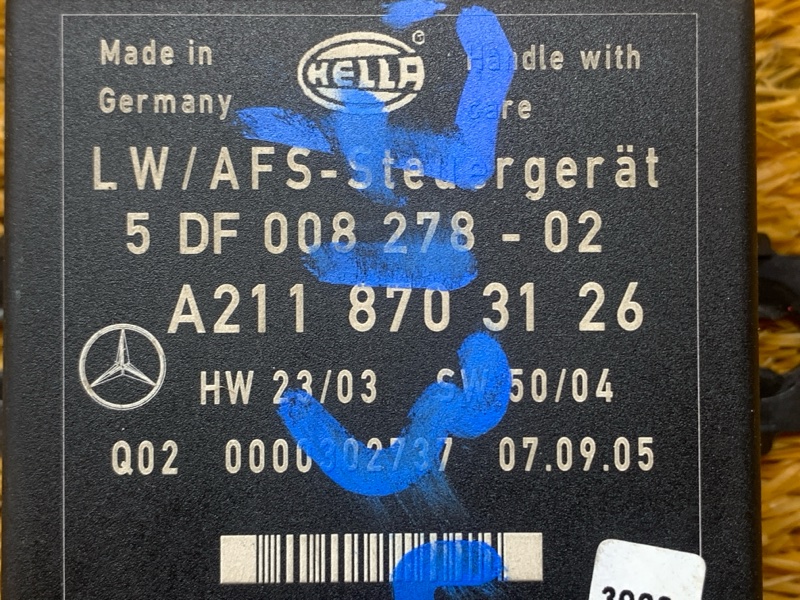 Made in HELLA ® Handle with
Germany care
LW/AFS-Steuergerät
5 DF 008 278 - 02
A211 870 31 26
HW 23/03 SW 50/04
Q02 0000302737 07.09.05